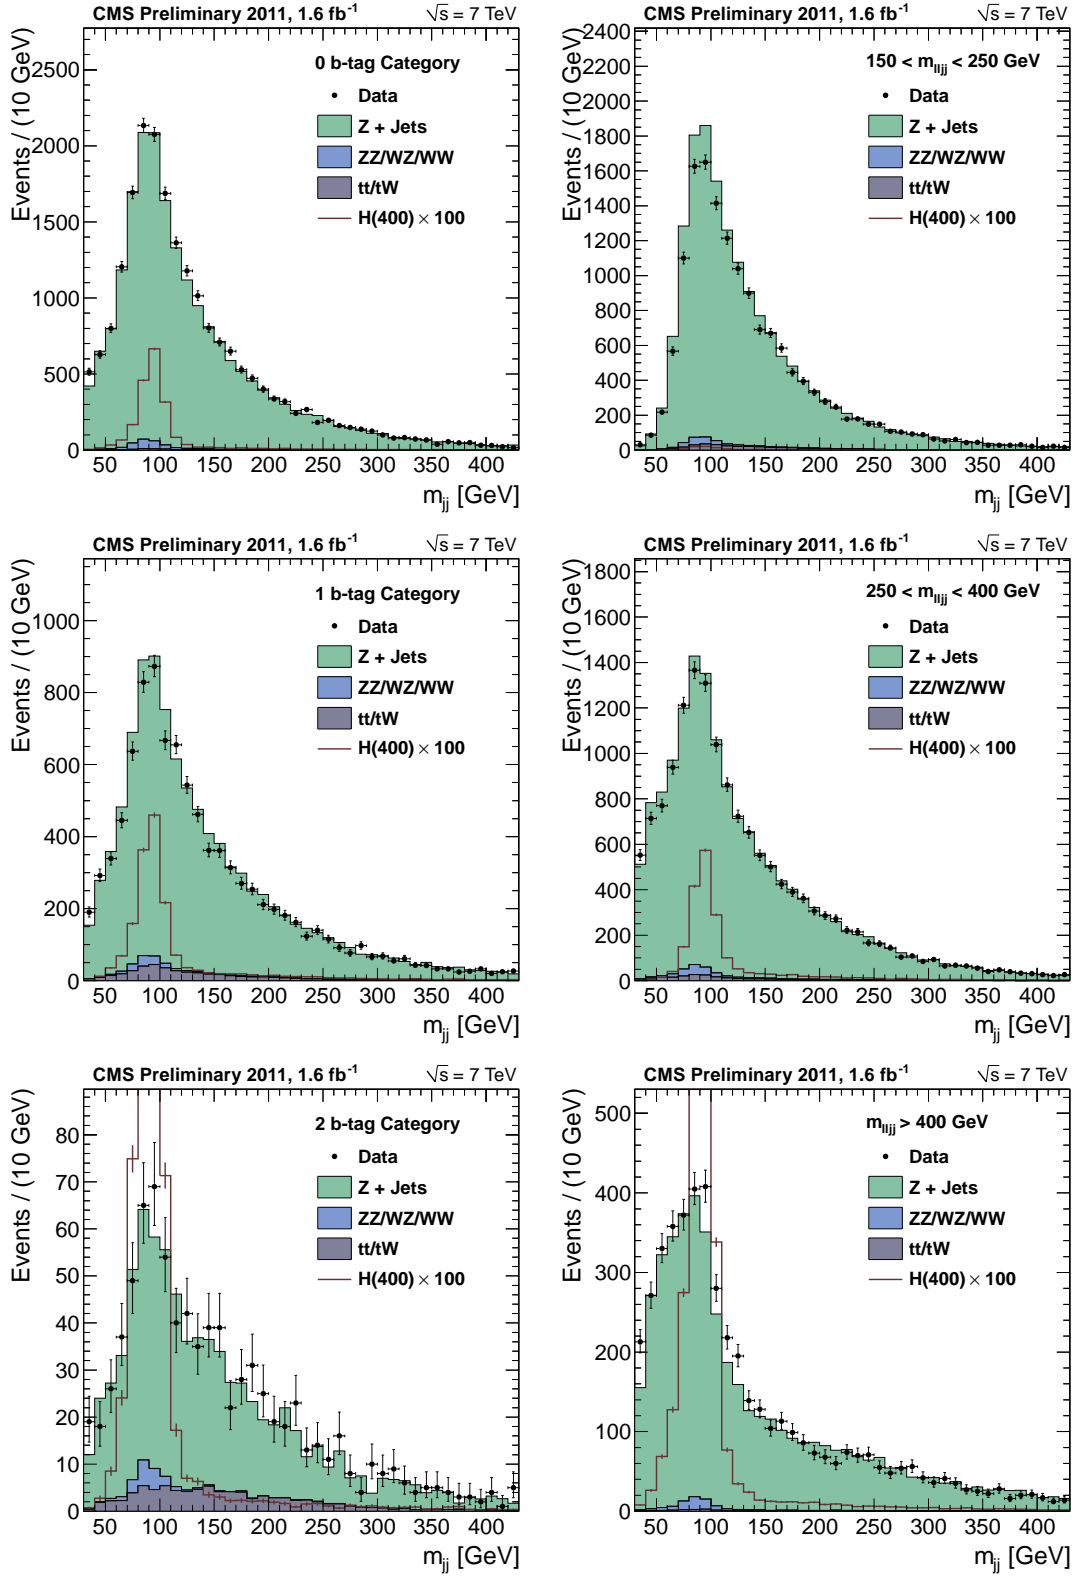 CMS Preliminary 2011, 1.6 fb⁻¹ √s = 7 TeV
Events / (10 GeV)
2500
2000
1500
1000
500
0
0 b-tag Category
Data
Z + Jets
ZZ/WZ/WW
tt/tW
H(400) × 100
50 100 150 200 250 300 350 400
m_jj [GeV]
CMS Preliminary 2011, 1.6 fb⁻¹ √s = 7 TeV
Events / (10 GeV)
2400
2200
2000
1800
1600
1400
1200
1000
800
600
400
200
0
150 < m_lljj < 250 GeV
Data
Z + Jets
ZZ/WZ/WW
tt/tW
H(400) × 100
50 100 150 200 250 300 350 400
m_jj [GeV]
CMS Preliminary 2011, 1.6 fb⁻¹ √s = 7 TeV
Events / (10 GeV)
1000
800
600
400
200
0
1 b-tag Category
Data
Z + Jets
ZZ/WZ/WW
tt/tW
H(400) × 100
50 100 150 200 250 300 350 400
m_jj [GeV]
CMS Preliminary 2011, 1.6 fb⁻¹ √s = 7 TeV
Events / (10 GeV)
1800
1600
1400
1200
1000
800
600
400
200
0
250 < m_lljj < 400 GeV
Data
Z + Jets
ZZ/WZ/WW
tt/tW
H(400) × 100
50 100 150 200 250 300 350 400
m_jj [GeV]
CMS Preliminary 2011, 1.6 fb⁻¹ √s = 7 TeV
Events / (10 GeV)
80
70
60
50
40
30
20
10
0
2 b-tag Category
Data
Z + Jets
ZZ/WZ/WW
tt/tW
H(400) × 100
50 100 150 200 250 300 350 400
m_jj [GeV]
CMS Preliminary 2011, 1.6 fb⁻¹ √s = 7 TeV
Events / (10 GeV)
500
400
300
200
100
0
m_lljj > 400 GeV
Data
Z + Jets
ZZ/WZ/WW
tt/tW
H(400) × 100
50 100 150 200 250 300 350 400
m_jj [GeV]